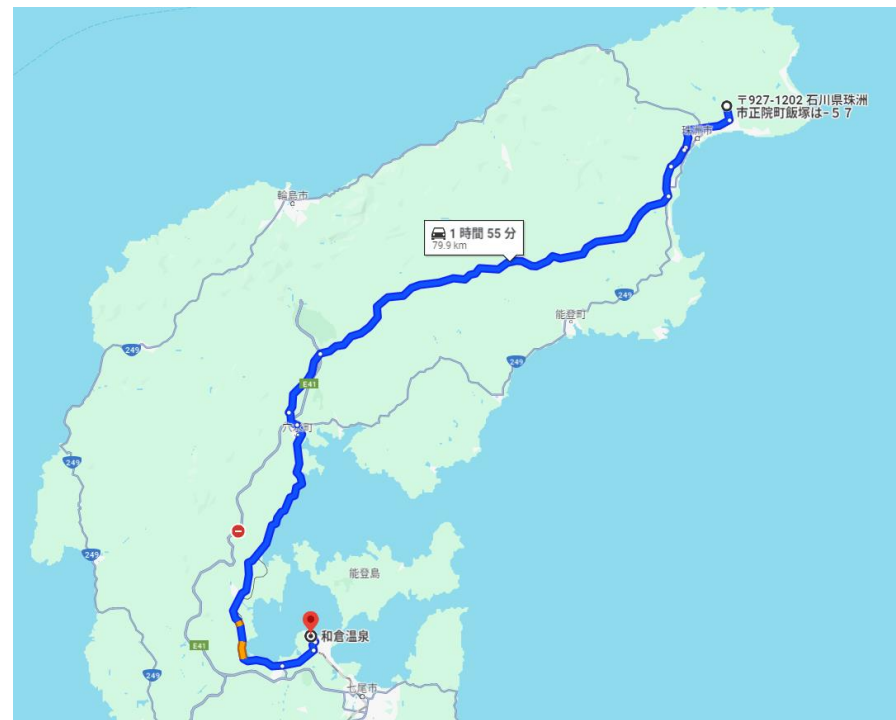 〒927-1202 石川県珠洲
市正院町飯塚は-５７
珠洲市
輪島市
1 時間 55 分
79.9 km
249
能登町
249
249
E41
穴水町
249
能登島
和倉温泉
E41
七尾市